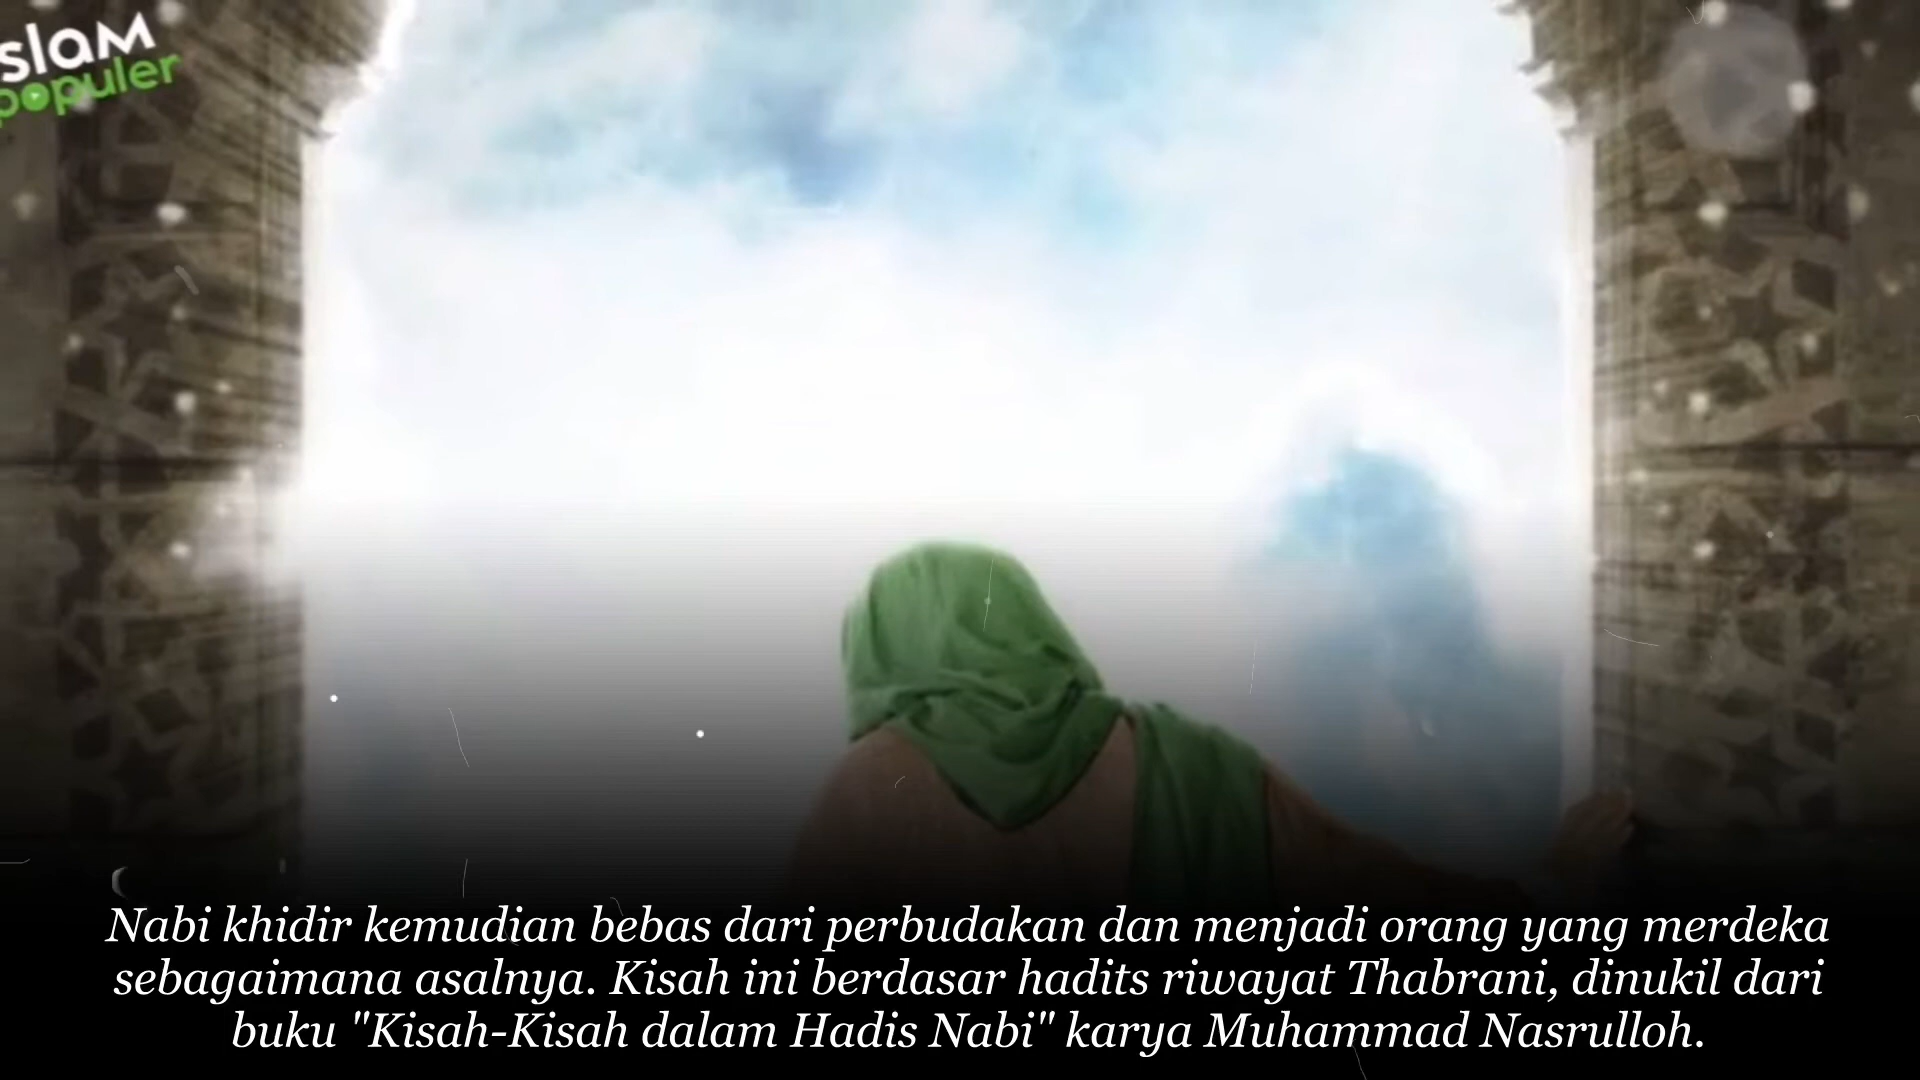 slam
populer
Nabi khidir kemudian bebas dari perbudakan dan menjadi orang yang merdeka
sebagaimana asalnya. Kisah ini berdasar hadits riwayat Thabrani, dinukil dari
buku "Kisah-Kisah dalam Hadis Nabi" karya Muhammad Nasrulloh.